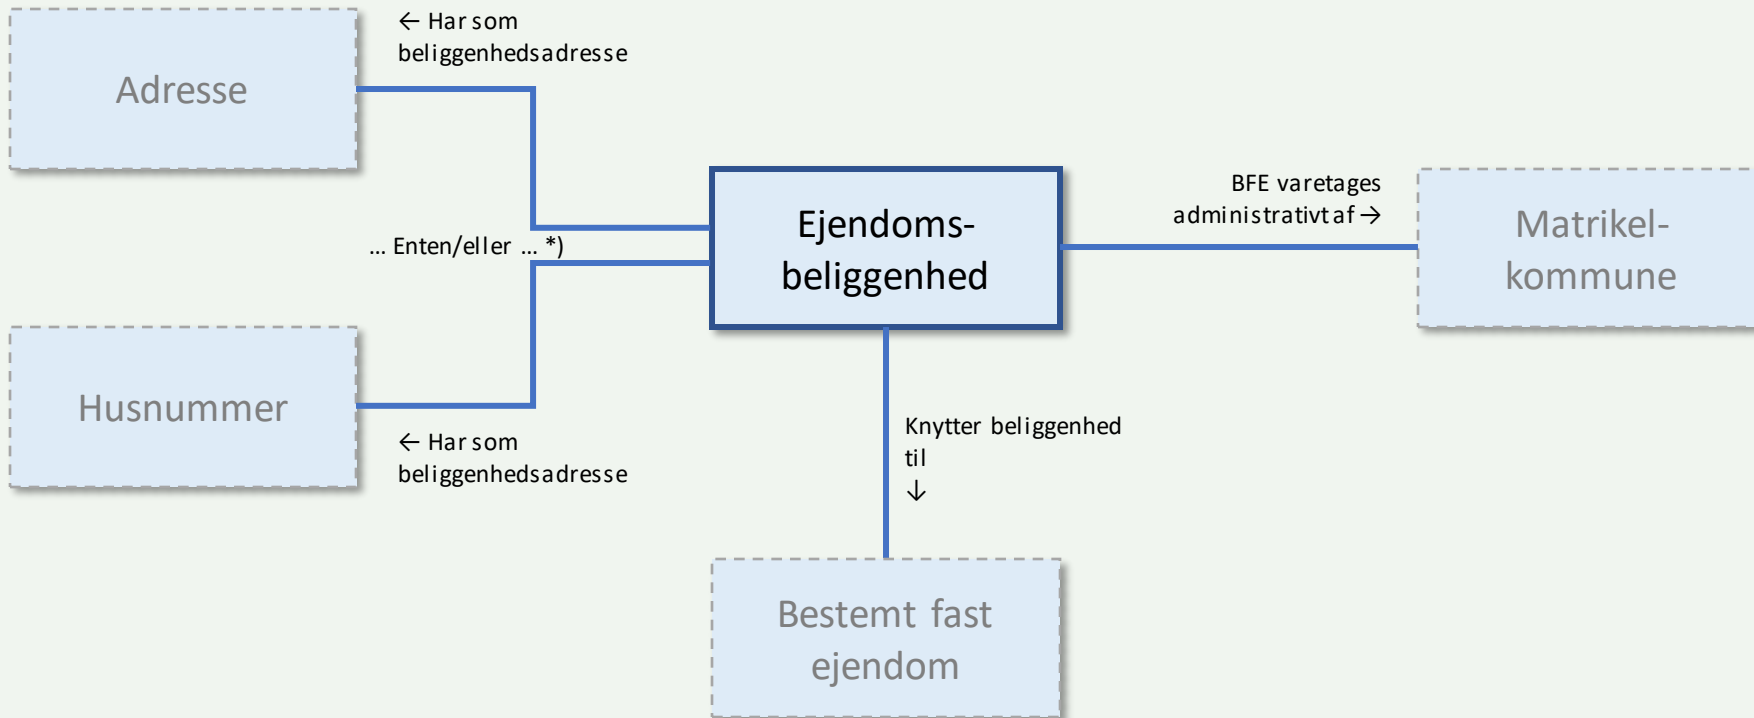 ← Har som
beliggenhedsadresse
Adresse
... Enten/eller ... *)
Husnummer
← Har som
beliggenhedsadresse
Ejendoms-
beliggenhed
BFE varetages
administrativt af →
Matrikel-
kommune
Knytter beliggenhed
til
↓
Bestemt fast
ejendom